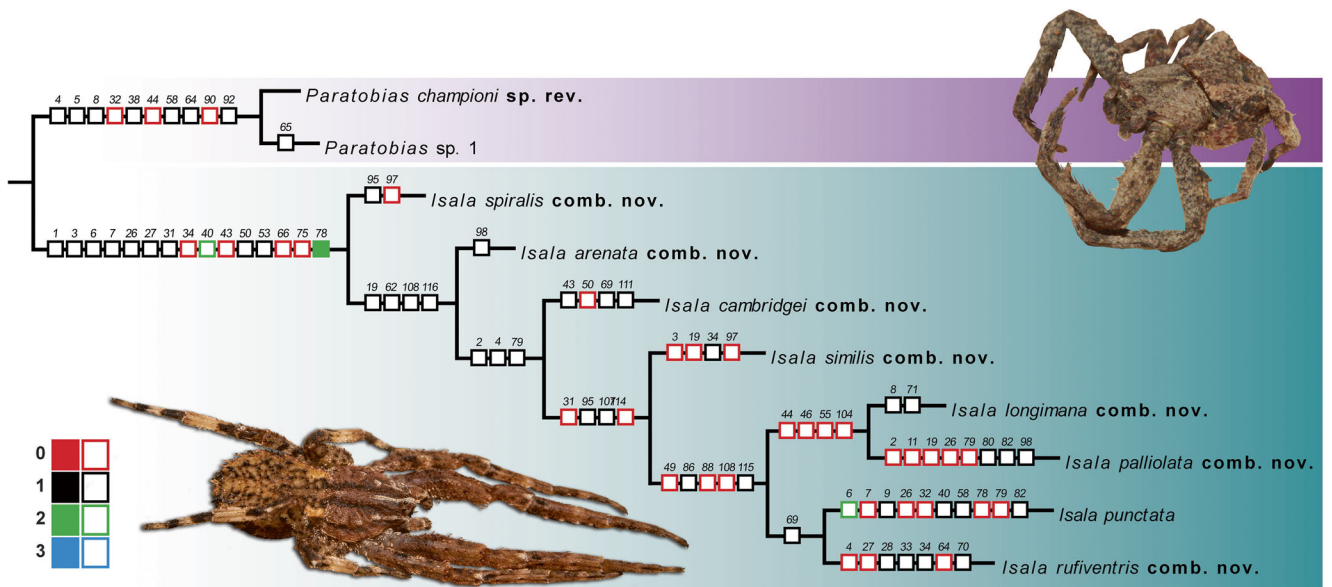 4 5 8 32 38 44 58 64 90 92
Paratobias championi sp. rev.
65
Paratobias sp. 1
95 97
Isala spiralis comb. nov.
1 3 6 7 26 27 31 34 40 43 50 53 66 75 78
98
Isala arenata comb. nov.
19 62 108 116
43 50 69 111
Isala cambridgei comb. nov.
2 4 79
3 19 34 97
Isala similis comb. nov.
31 95 107 114
8 71
Isala longimana comb. nov.
44 46 55 104
2 11 19 26 79 80 82 98
Isala palliolata comb. nov.
49 86 88 108 115
6 7 9 26 32 40 58 78 79 82
Isala punctata
69
4 27 28 33 34 64 70
Isala rufiventris comb. nov.
0
1
2
3